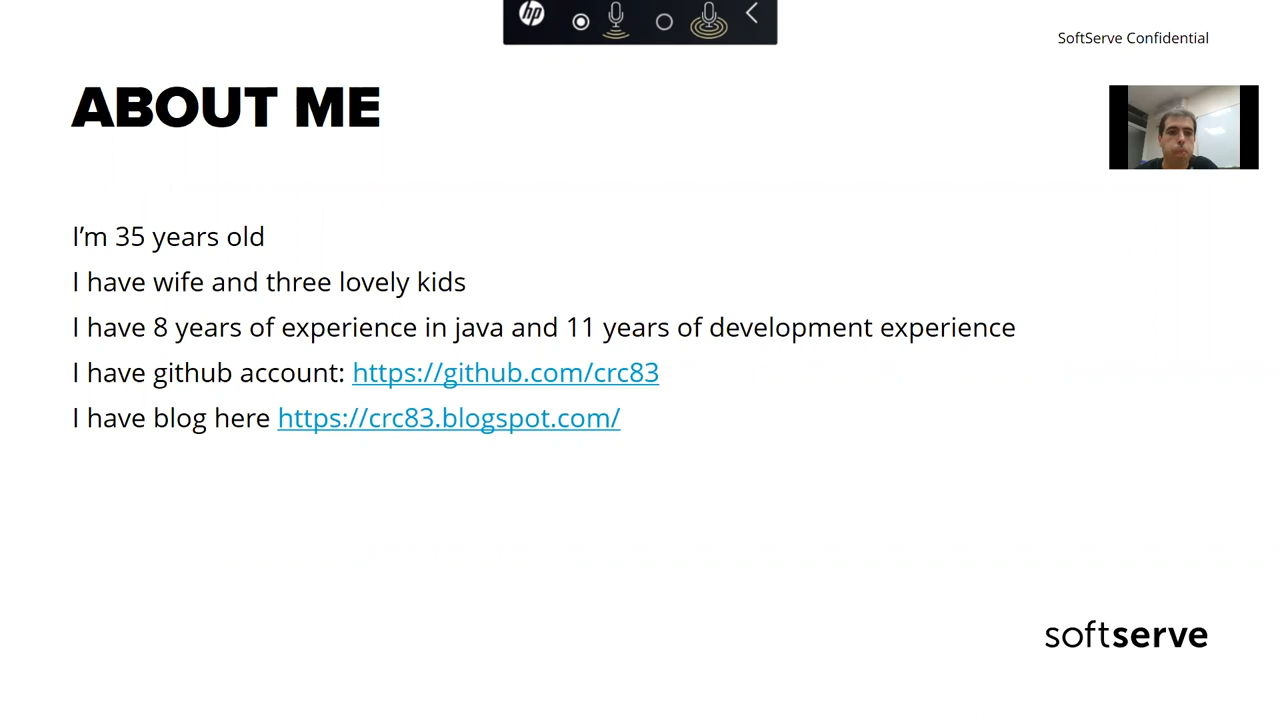 hp
SoftServe Confidential
ABOUT ME
I’m 35 years old
I have wife and three lovely kids
I have 8 years of experience in java and 11 years of development experience
I have github account: https://github.com/crc83
I have blog here https://crc83.blogspot.com/
softserve